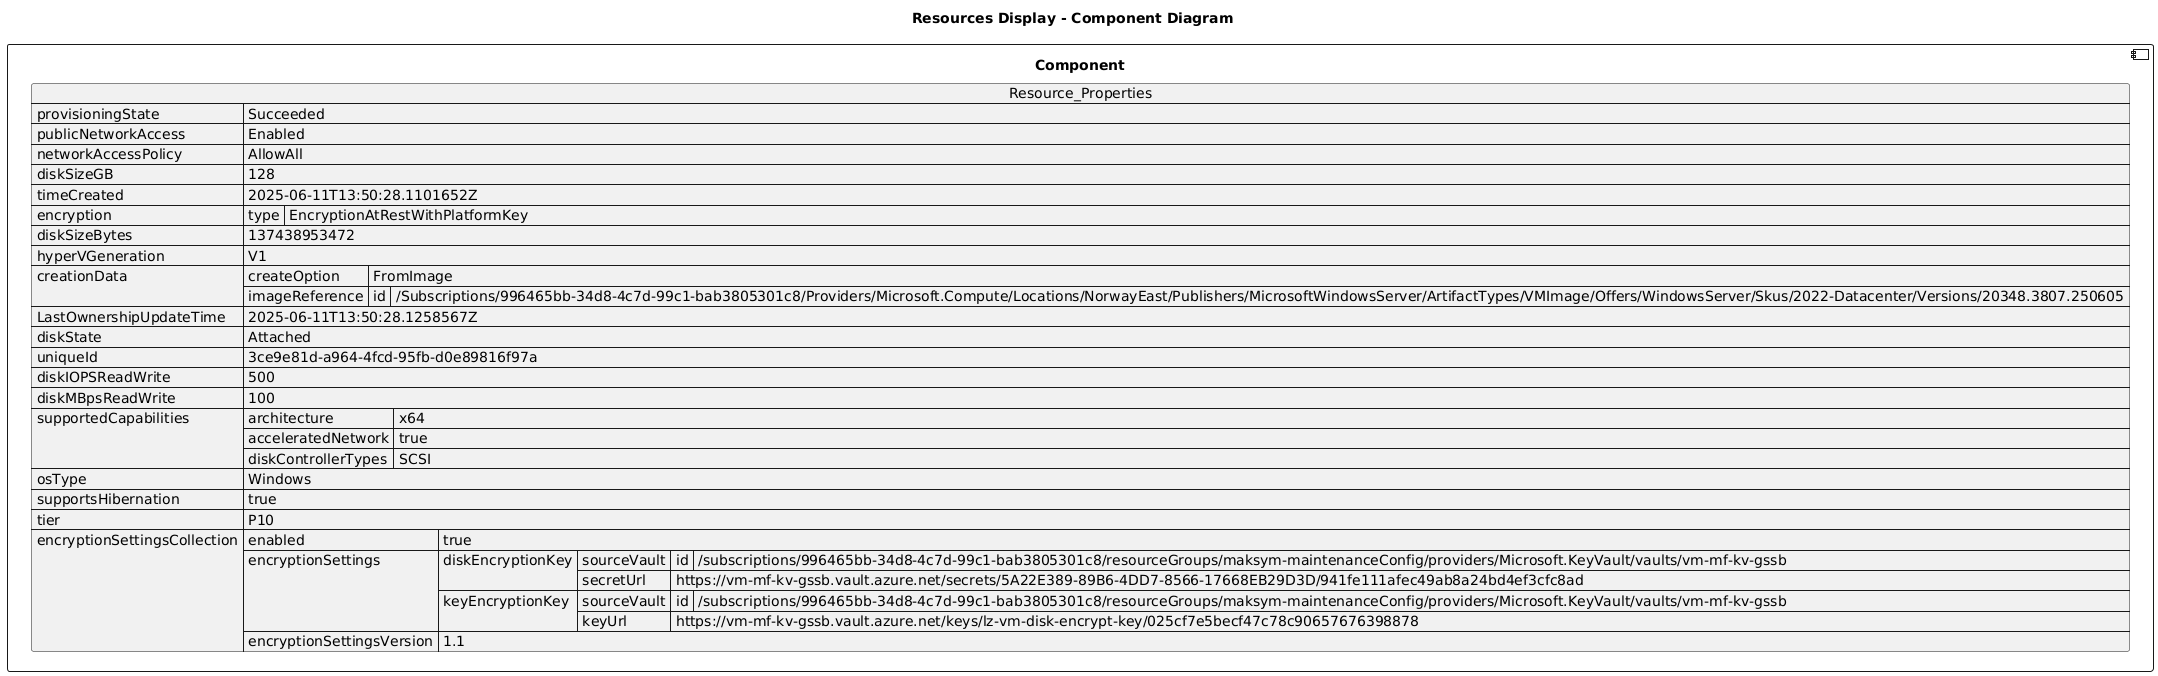 Resources Display - Component Diagram
Component
Resource_Properties
provisioningState Succeeded
publicNetworkAccess Enabled
networkAccessPolicy AllowAll
diskSizeGB 128
timeCreated 2025-06-11T13:50:28.1101652Z
encryption type EncryptionAtRestWithPlatformKey
diskSizeBytes 137438953472
hyperVGeneration V1
creationData createOption FromImage
imageReference id /Subscriptions/996465bb-34d8-4c7d-99c1-bab3805301c8/Providers/Microsoft.Compute/Locations/NorwayEast/Publishers/MicrosoftWindowsServer/ArtifactTypes/VMImage/Offers/WindowsServer/Skus/2022-Datacenter/Versions/20348.3807.250605
LastOwnershipUpdateTime 2025-06-11T13:50:28.1258567Z
diskState Attached
uniqueId 3ce9e81d-a964-4fcd-95fb-d0e89816f97a
diskIOPSReadWrite 500
diskMBpsReadWrite 100
supportedCapabilities architecture x64
acceleratedNetwork true
diskControllerTypes SCSI
osType Windows
supportsHibernation true
tier P10
encryptionSettingsCollection enabled true
encryptionSettings diskEncryptionKey sourceVault id /subscriptions/996465bb-34d8-4c7d-99c1-bab3805301c8/resourceGroups/maksym-maintenanceConfig/providers/Microsoft.KeyVault/vaults/vm-mf-kv-gssb
secretUrl https://vm-mf-kv-gssb.vault.azure.net/secrets/5A22E389-89B6-4DD7-8566-17668EB29D3D/941fe111afec49ab8a24bd4ef3cfc8ad
keyEncryptionKey sourceVault id /subscriptions/996465bb-34d8-4c7d-99c1-bab3805301c8/resourceGroups/maksym-maintenanceConfig/providers/Microsoft.KeyVault/vaults/vm-mf-kv-gssb
keyUrl https://vm-mf-kv-gssb.vault.azure.net/keys/lz-vm-disk-encrypt-key/025cf7e5becf47c78c90657676398878
encryptionSettingsVersion 1.1